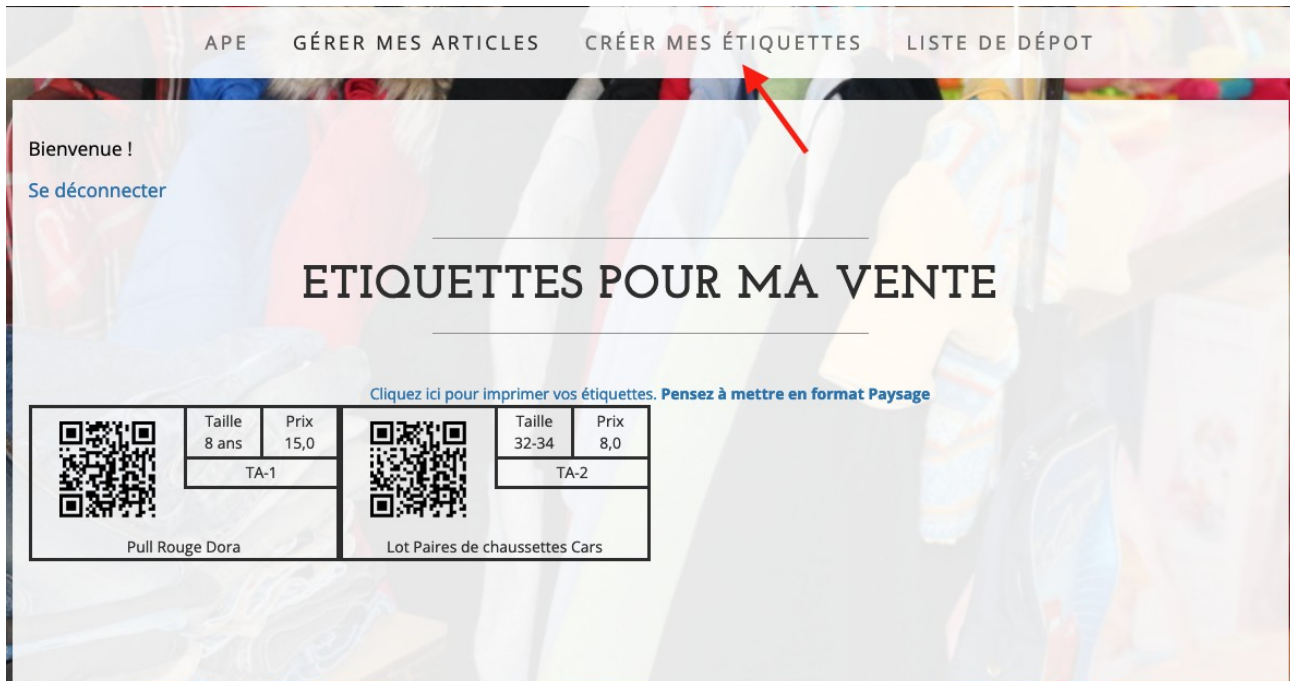 APE GÉRER MES ARTICLES CRÉER MES ÉTIQUETTES LISTE DE DÉPOT
Bienvenue !
Se déconnecter
ETIQUETTES POUR MA VENTE
Cliquez ici pour imprimer vos étiquettes. Pensez à mettre en format Paysage
Taille Prix
8 ans 15,0
TA-1
Pull Rouge Dora
Taille Prix
32-34 8,0
TA-2
Lot Paires de chaussettes Cars